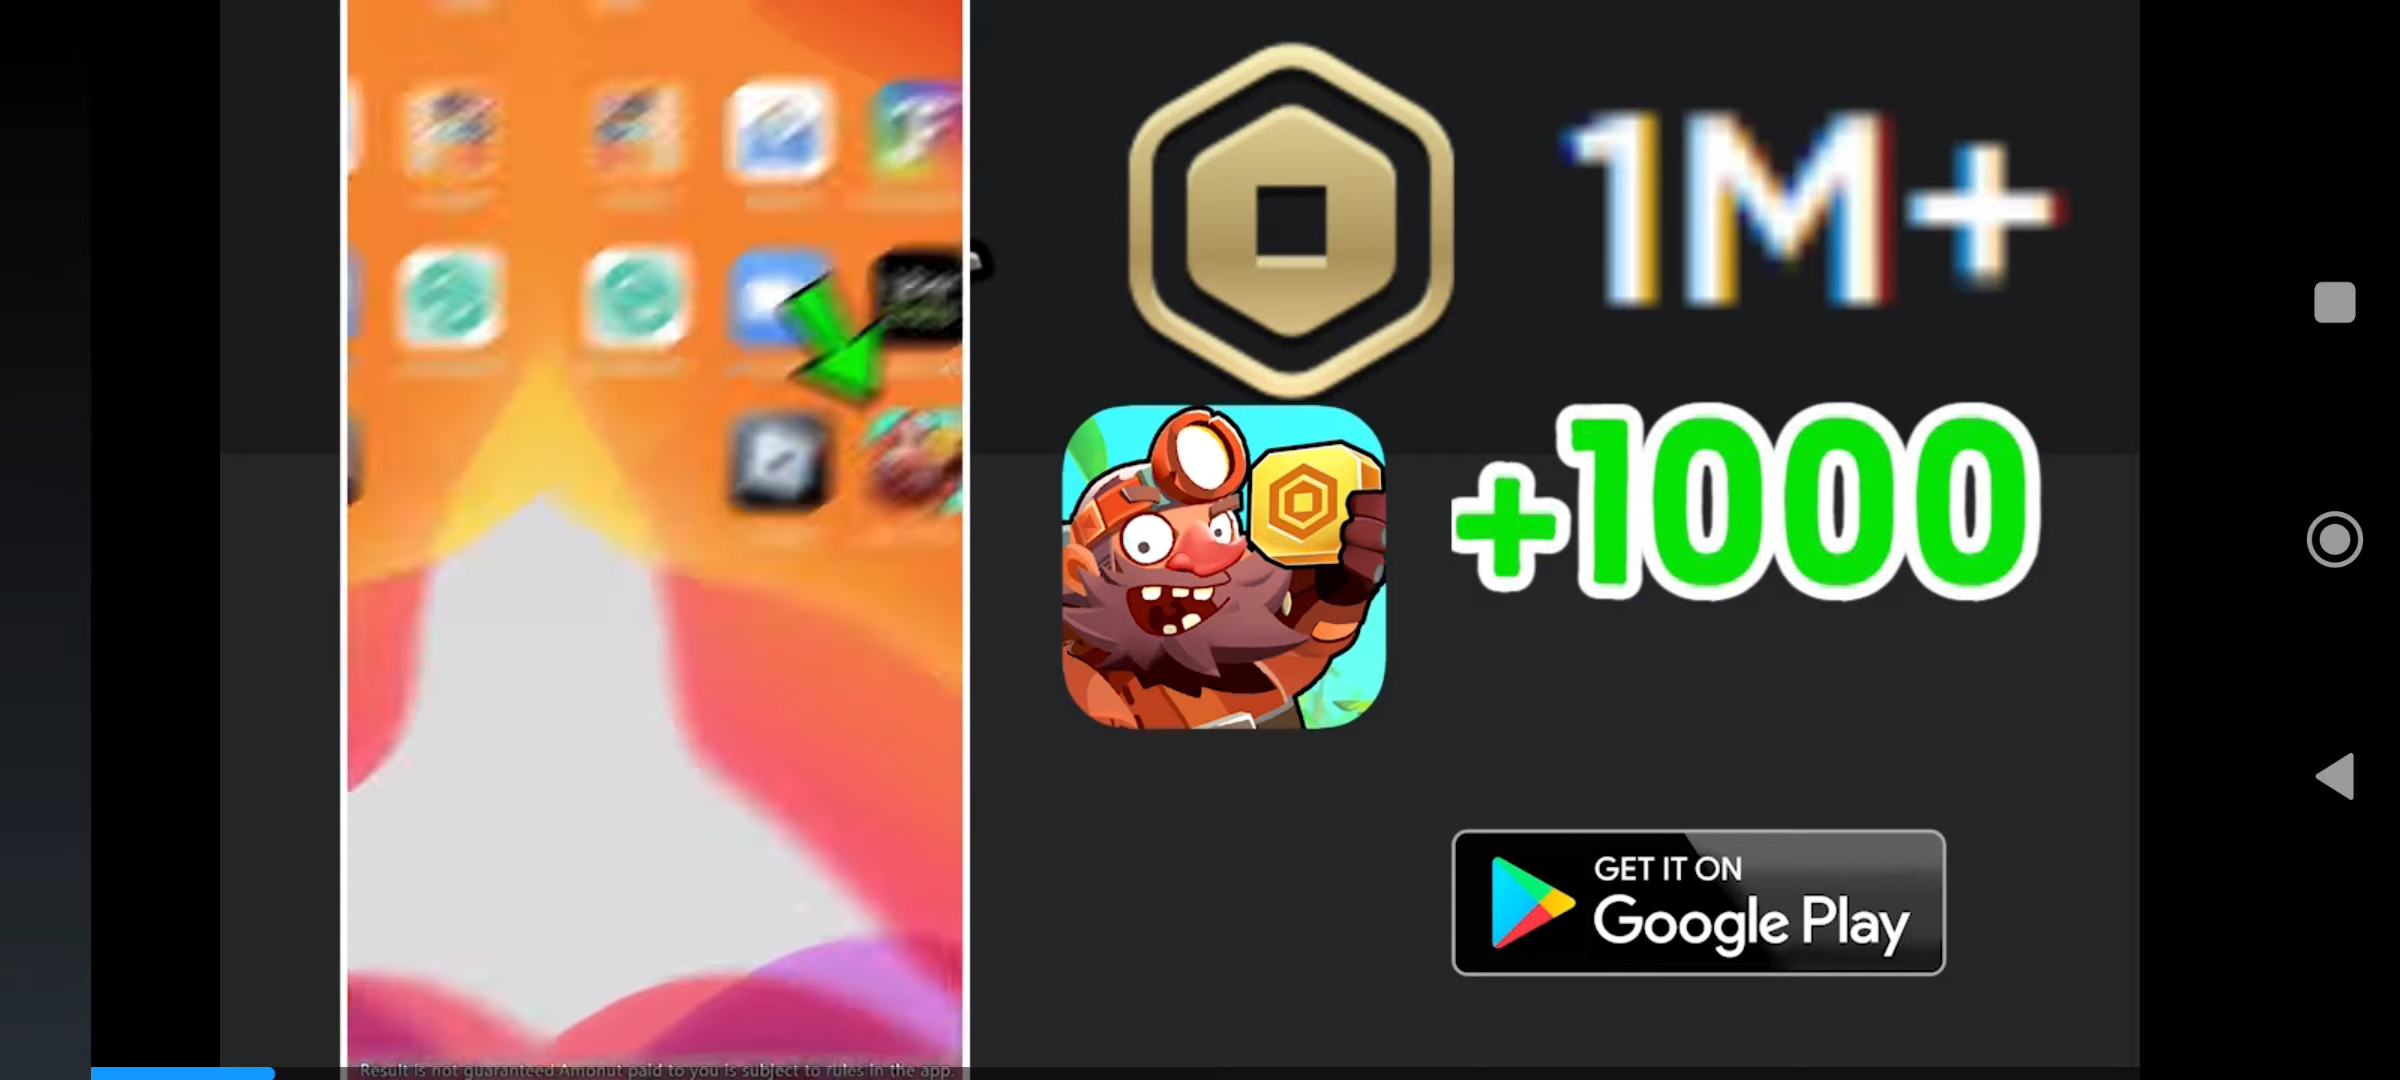 1M+
+1000
GET IT ON
Google Play
Result is not guaranteed.Amonut paid to you is subject to rules in the app.